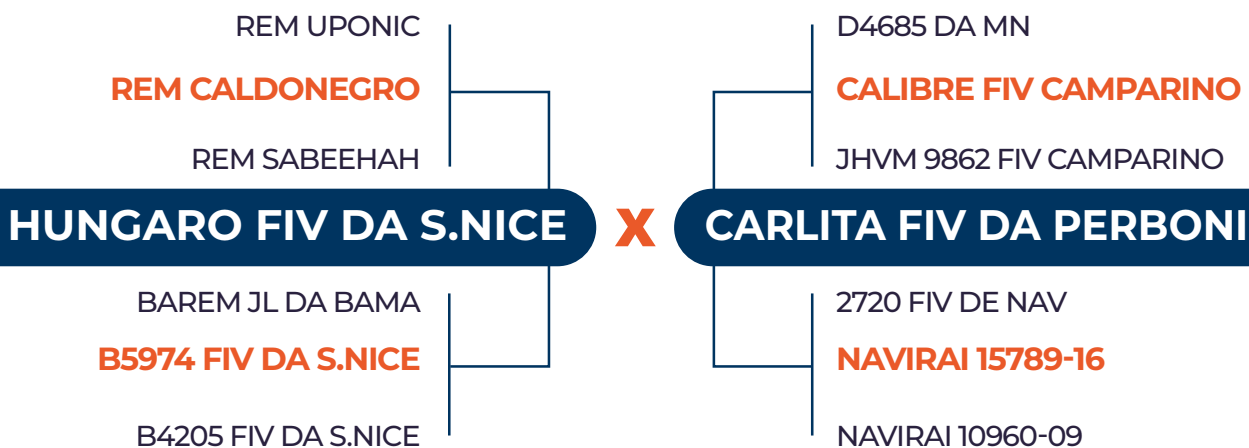 REM UPONIC
REM CALDONEGRO
REM SABEEHAH
HUNGARO FIV DA S.NICE
BAREM JL DA BAMA
B5974 FIV DA S.NICE
B4205 FIV DA S.NICE
X
D4685 DA MN
CALIBRE FIV CAMPARINO
JHVM 9862 FIV CAMPARINO
CARLITA FIV DA PERBONI
2720 FIV DE NAV
NAVIRAI 15789-16
NAVIRAI 10960-09